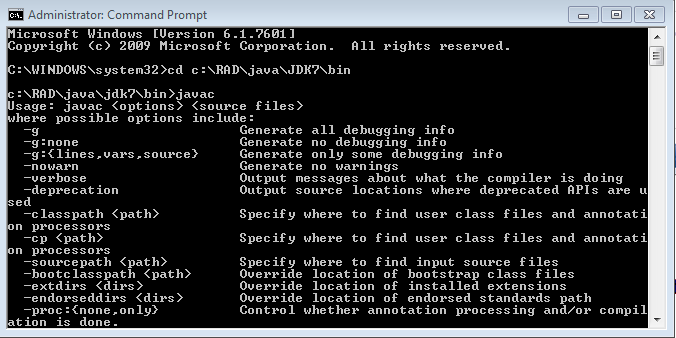 Administrator: Command Prompt
Microsoft Windows [Version 6.1.7601]
Copyright (c) 2009 Microsoft Corporation.  All rights reserved.
C:\WINDOWS\system32>cd c:\RAD\java\JDK7\bin
c:\RAD\java\jdk7\bin>javac
Usage: javac <options> <source files>
where possible options include:
  -g                         Generate all debugging info
  -g:none                    Generate no debugging info
  -g:{lines,vars,source}     Generate only some debugging info
  -nowarn                    Generate no warnings
  -verbose                   Output messages about what the compiler is doing
  -deprecation               Output source locations where deprecated APIs are u
sed
  -classpath <path>          Specify where to find user class files and annotati
on processors
  -cp <path>                 Specify where to find user class files and annotati
on processors
  -sourcepath <path>         Specify where to find input source files
  -bootclasspath <path>      Override location of bootstrap class files
  -extdirs <dirs>            Override location of installed extensions
  -endorseddirs <dirs>       Override location of endorsed standards path
  -proc:{none,only}          Control whether annotation processing and/or compil
ation is done.